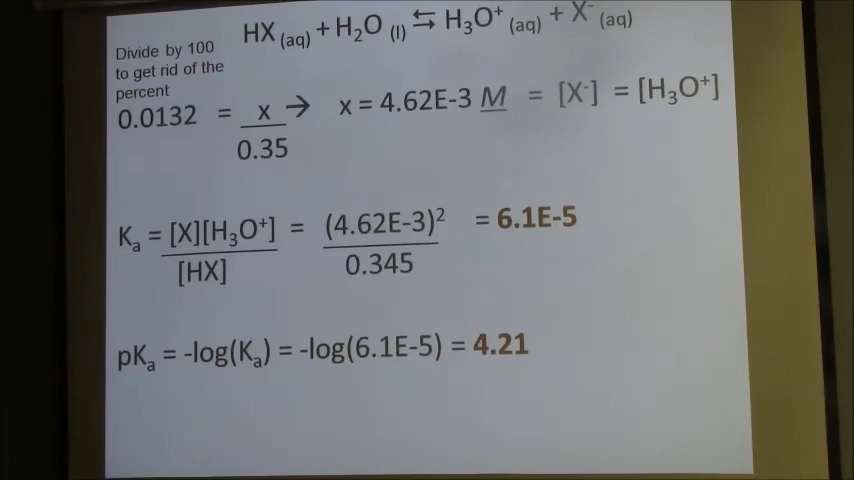 HX (aq) + H₂O (l) ⇆ H₃O⁺ (aq) + X⁻ (aq)
Divide by 100
to get rid of the
percent
0.0132 = x → x = 4.62E-3 M = [X⁻] = [H₃O⁺]
0.35
Kₐ = [X][H₃O⁺] = (4.62E-3)² = 6.1E-5
[HX] 0.345
pKₐ = -log(Kₐ) = -log(6.1E-5) = 4.21